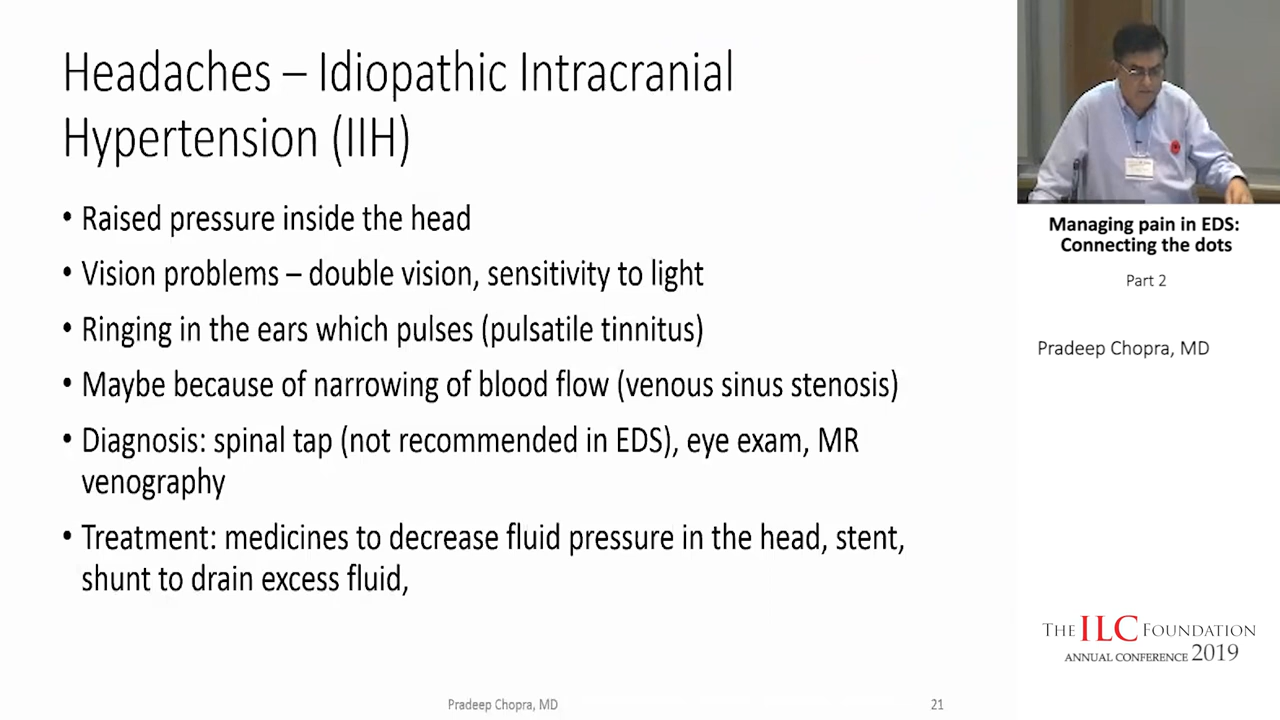 Headaches – Idiopathic Intracranial
Hypertension (IIH)
• Raised pressure inside the head
• Vision problems – double vision, sensitivity to light
• Ringing in the ears which pulses (pulsatile tinnitus)
• Maybe because of narrowing of blood flow (venous sinus stenosis)
• Diagnosis: spinal tap (not recommended in EDS), eye exam, MR
venography
• Treatment: medicines to decrease fluid pressure in the head, stent,
shunt to drain excess fluid,
Pradeep Chopra, MD
21
Managing pain in EDS:
Connecting the dots
Part 2
Pradeep Chopra, MD
THE ILC FOUNDATION
ANNUAL CONFERENCE 2019